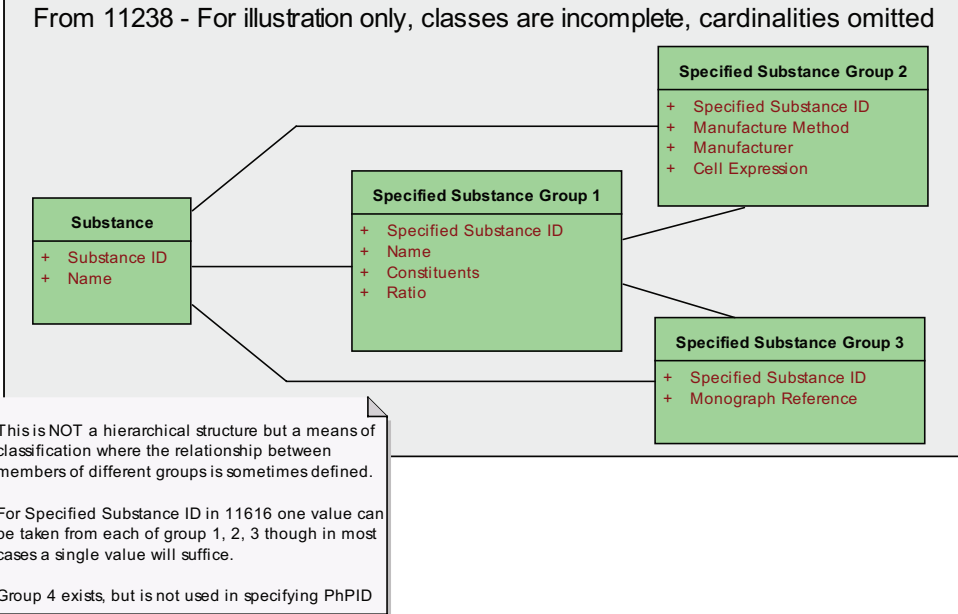 From 11238 - For illustration only, classes are incomplete, cardinalities omitted
Specified Substance Group 2
+ Specified Substance ID
+ Manufacture Method
+ Manufacturer
+ Cell Expression
Specified Substance Group 1
+ Specified Substance ID
+ Name
+ Constituents
+ Ratio
Substance
+ Substance ID
+ Name
Specified Substance Group 3
+ Specified Substance ID
+ Monograph Reference
This is NOT a hierarchical structure but a means of
classification where the relationship between
members of different groups is sometimes defined.
For Specified Substance ID in 11616 one value can
be taken from each of group 1, 2, 3 though in most
cases a single value will suffice.
Group 4 exists, but is not used in specifying PhPID